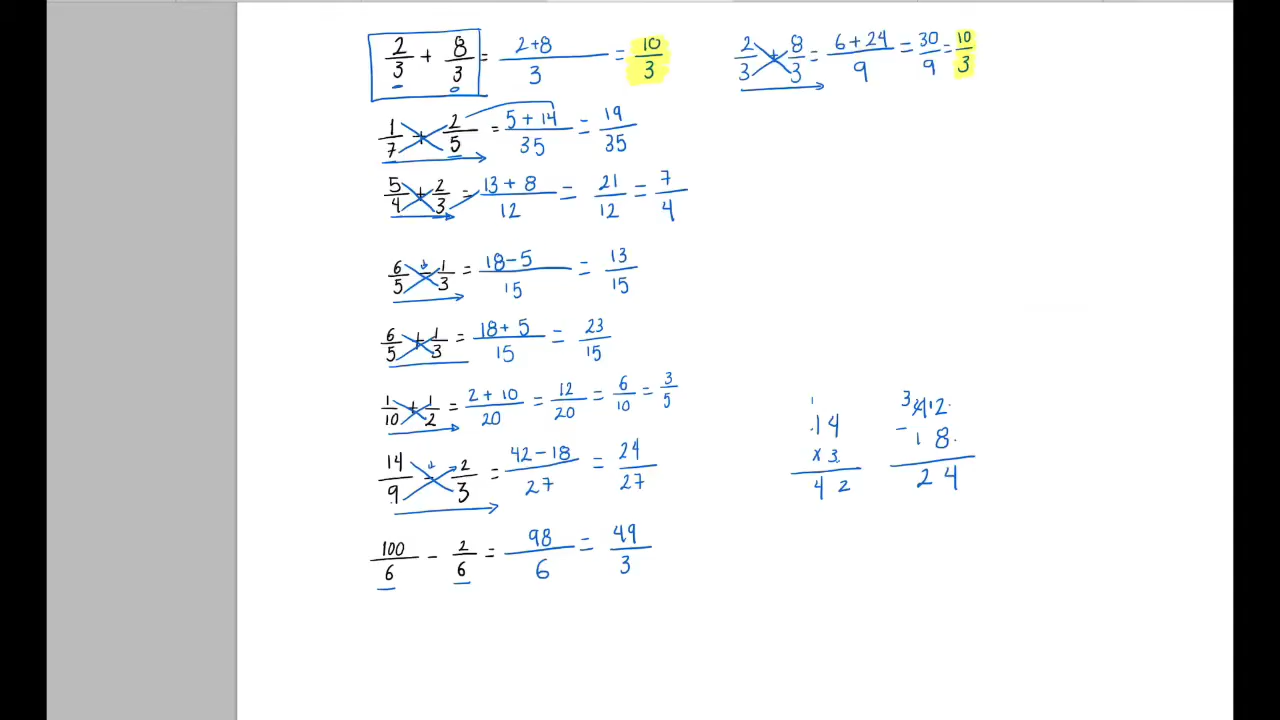 2/3 + 8/3 = (2+8)/3 = 10/3
2/3 + 8/3 = (6+24)/9 = 30/9 = 10/3
1/7 + 2/5 = (5+14)/35 = 19/35
5/4 + 2/3 = (13+8)/12 = 21/12 = 7/4
6/5 - 1/3 = (18-5)/15 = 13/15
6/5 + 1/3 = (18+5)/15 = 23/15
1/10 + 1/2 = (2+10)/20 = 12/20 = 6/10 = 3/5
14/9 - 2/3 = (42-18)/27 = 24/27
100/6 - 2/6 = 98/6 = 49/3
1
14
x 3
42
3 12
42
- 18
24